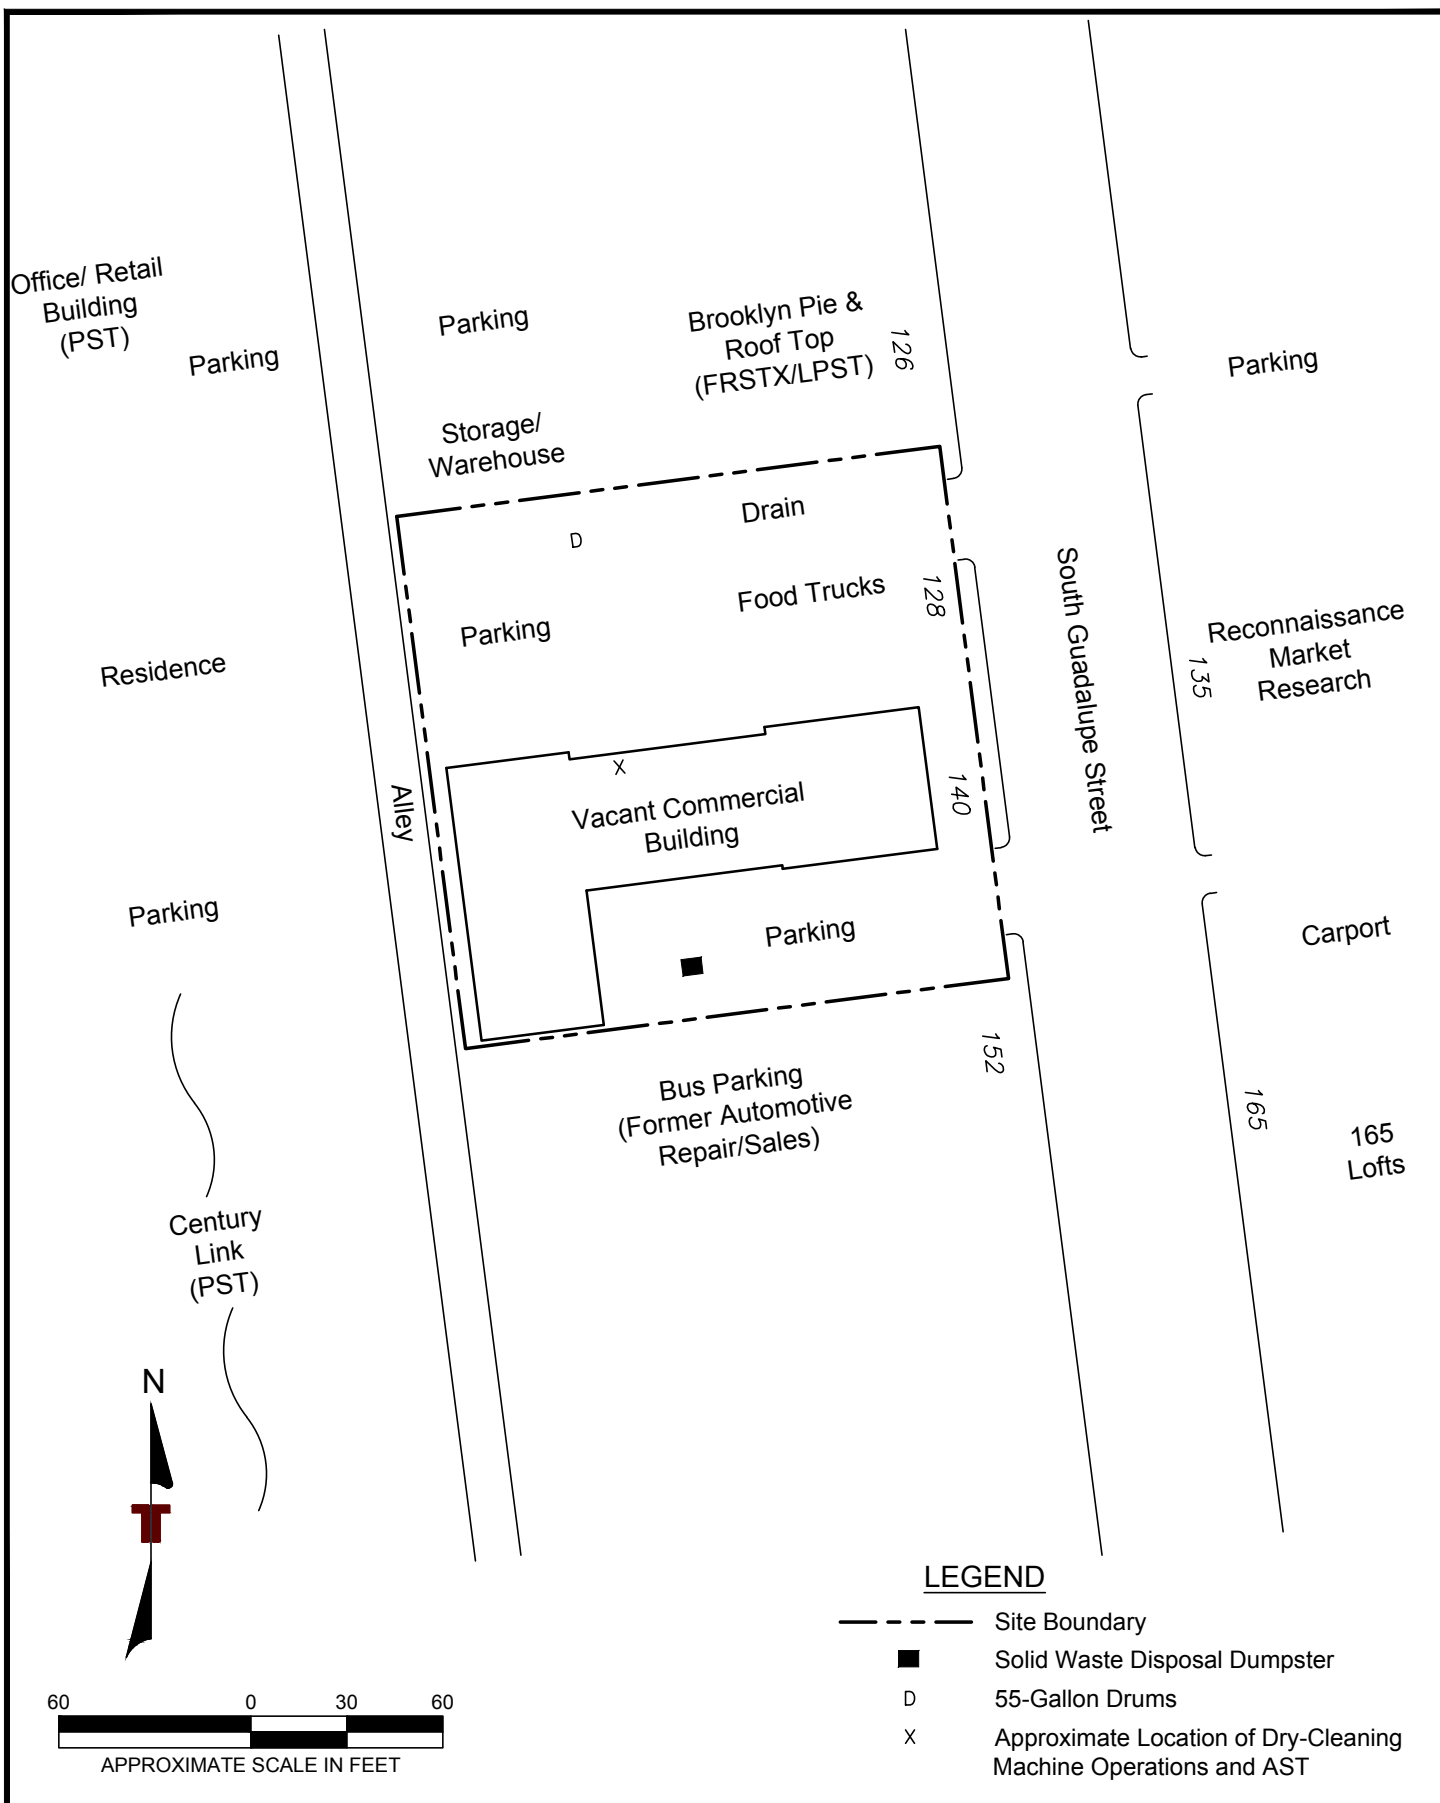 Office/ Retail
Building
(PST)
Parking
Parking
Brooklyn Pie &
Roof Top
(FRSTX/LPST)
126
Parking
Storage/
Warehouse
Drain
D
Food Trucks
128
Parking
South Guadalupe Street
Reconnaissance
Market
Research
135
Residence
X
Vacant Commercial
Building
140
Alley
Parking
Parking
Carport
152
Bus Parking
(Former Automotive
Repair/Sales)
165
165
Lofts
Century
Link
(PST)
N
LEGEND
Site Boundary
Solid Waste Disposal Dumpster
D 55-Gallon Drums
X Approximate Location of Dry-Cleaning
Machine Operations and AST
60 0 30 60
APPROXIMATE SCALE IN FEET